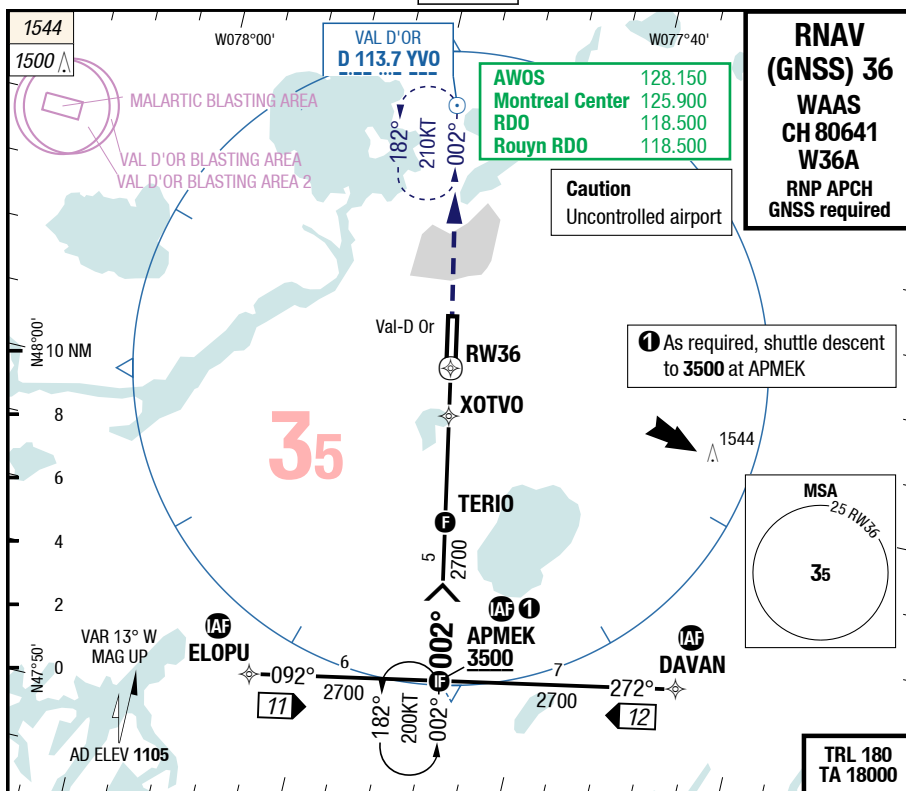 1544
1500
W078°00'
VAL D'OR
D 113.7 YVO
W077°40'
RNAV
(GNSS) 36
WAAS
CH 80641
W36A
RNP APCH
GNSS required
AWOS 128.150
Montreal Center 125.900
RDO 118.500
Rouyn RDO 118.500
MALARTIC BLASTING AREA
VAL D'OR BLASTING AREA
VAL D'OR BLASTING AREA 2
182°
210KT
002°
Caution
Uncontrolled airport
N48°00'
10 NM
Val-D Or
RW36
1 As required, shuttle descent
to 3500 at APMEK
8
XOTVO
35
1544
6
TERIO
F
MSA
25 RW36
35
4
5
2700
2
IAF
ELOPU
002°
IAF 1
APMEK
3500
IAF
DAVAN
VAR 13° W
MAG UP
N47°50'
0
092°
6
2700
IF
7
2700
272°
11
12
182°
200KT
002°
AD ELEV 1105
TRL 180
TA 18000